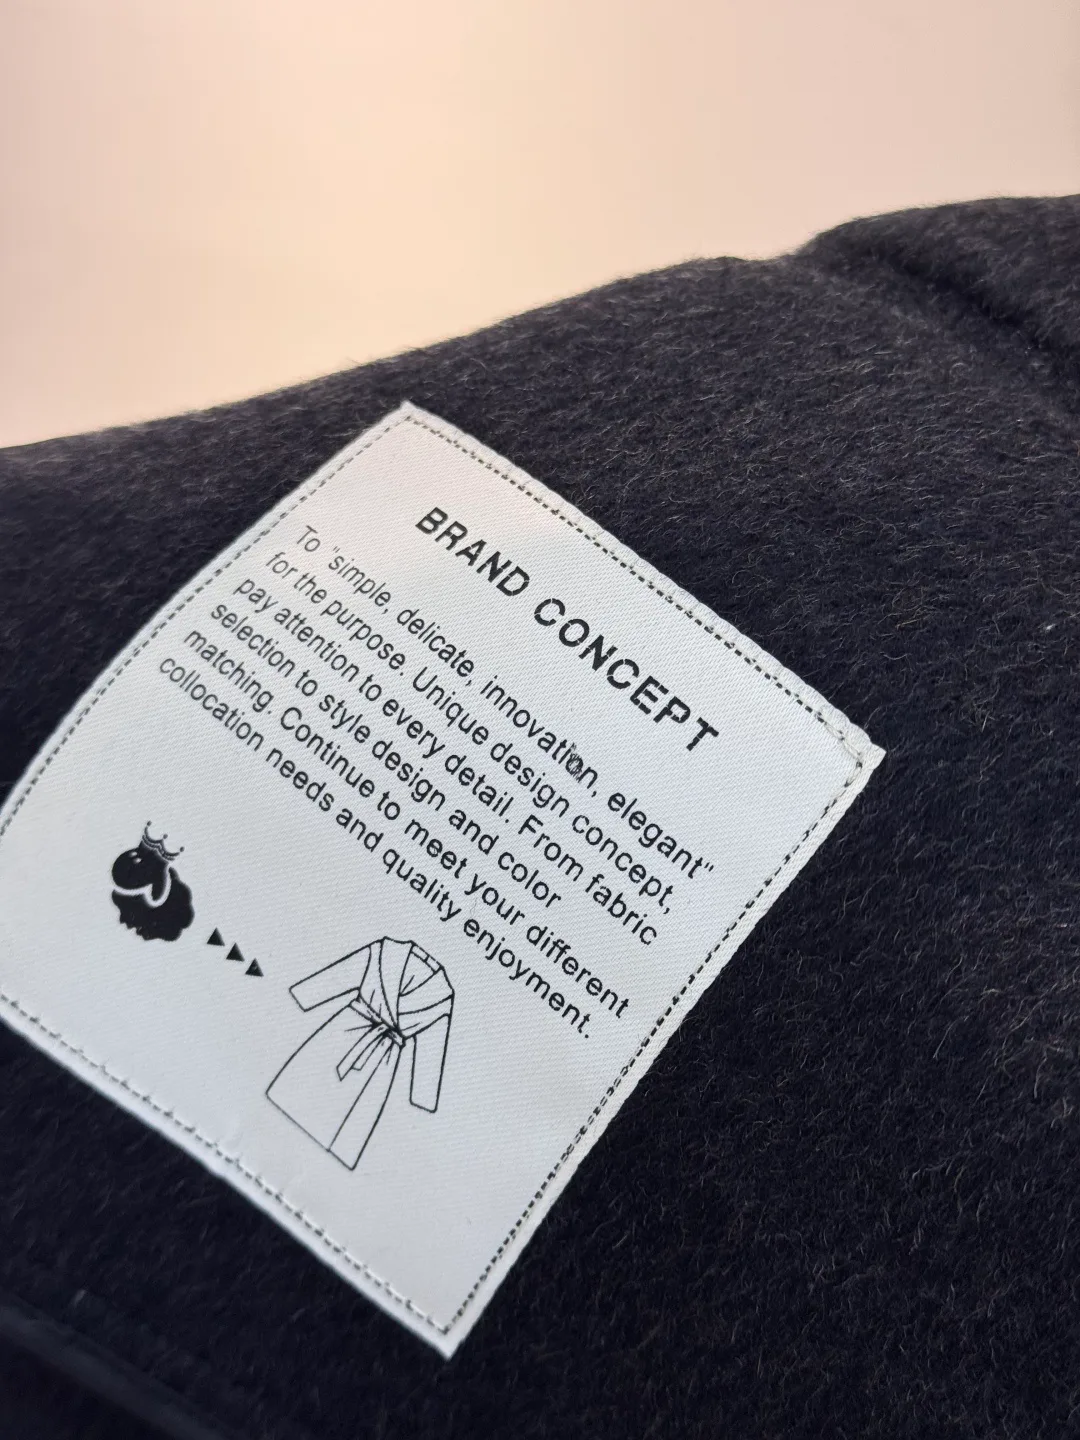 BRAND CONCEPT
To "simple, delicate, innovation, elegant"
for the purpose. Unique design concept,
pay attention to every detail. From fabric
selection to style design and color
matching. Continue to meet your different
collocation needs and quality enjoyment.